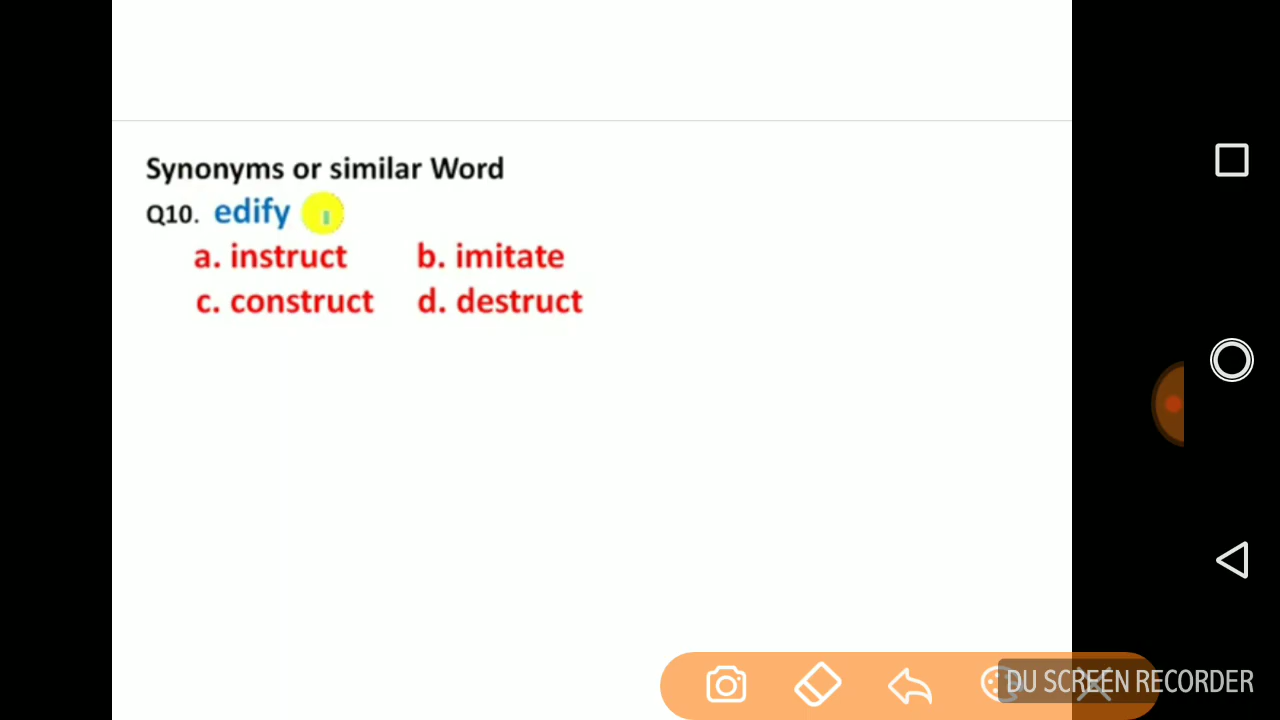 Synonyms or similar Word
Q10. edify
a. instruct b. imitate
c. construct d. destruct
DU SCREEN RECORDER